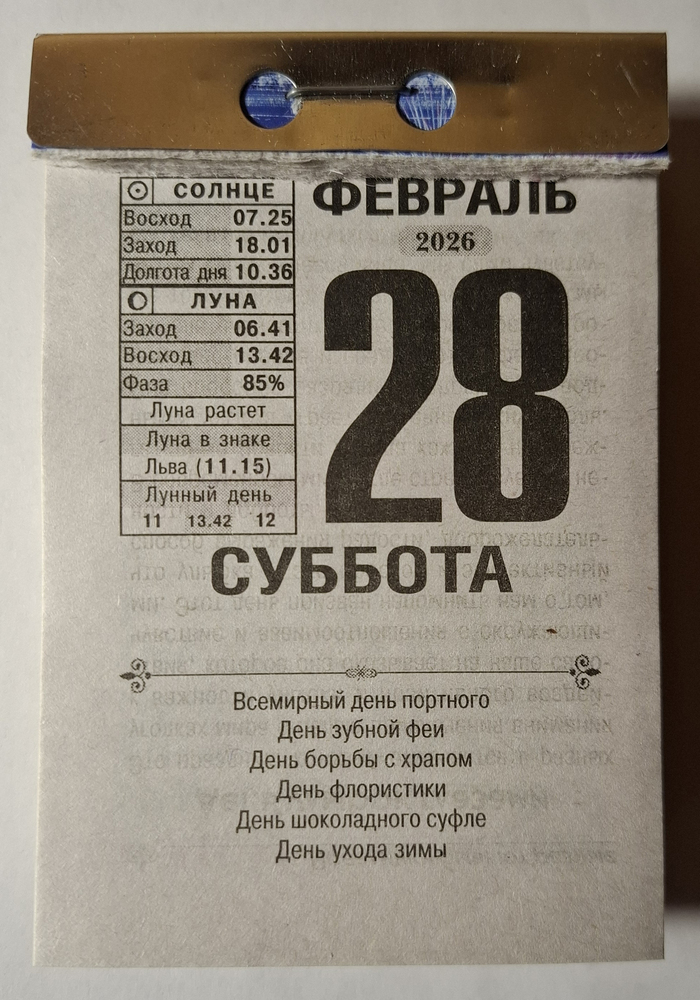 СОЛНЦЕ
Восход 07.25
Заход 18.01
Долгота дня 10.36
ЛУНА
Заход 06.41
Восход 13.42
Фаза 85%
Луна растет
Луна в знаке
Льва (11.15)
Лунный день
11 13.42 12
ФЕВРАЛЬ
2026
28
СУББОТА
Всемирный день портного
День зубной феи
День борьбы с храпом
День флористики
День шоколадного суфле
День ухода зимы